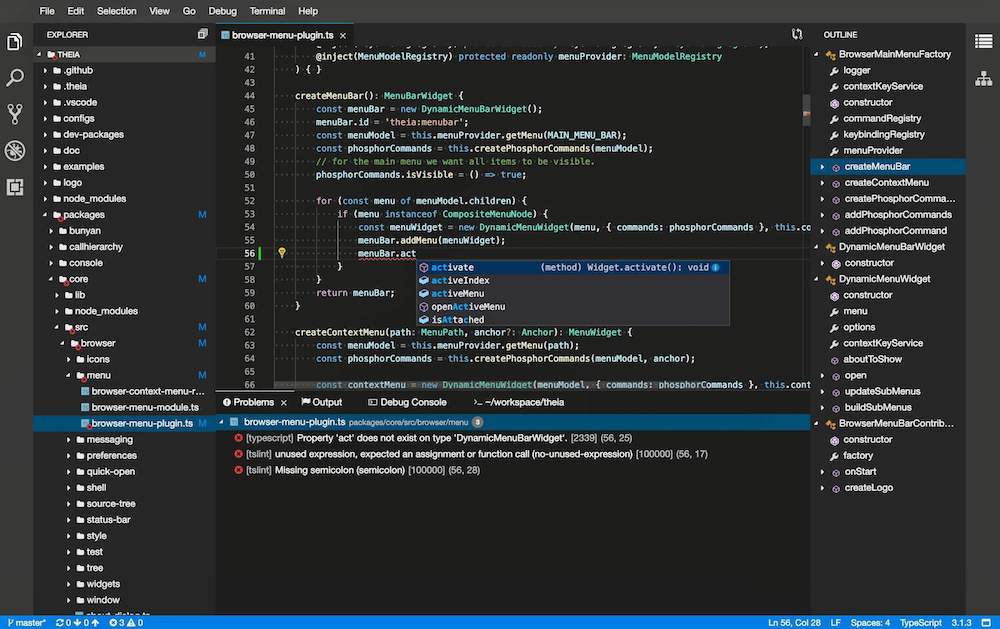 File Edit Selection View Go Debug Terminal Help
EXPLORER
THEIA M
.github
.theia
.vscode
configs
dev-packages
doc
examples
logo
node_modules
packages M
bunyan
callhierarchy
console
core M
lib
node_modules
src M
browser M
icons
menu M
browser-context-menu-r...
browser-menu-module.ts
browser-menu-plugin.ts M
messaging
preferences
quick-open
shell
source-tree
status-bar
style
test
tree
widgets
window
browser-menu-plugin.ts ×
41 @inject(MenuModelRegistry) protected readonly menuProvider: MenuModelRegistry
42 ) { }
43
44 createMenuBar(): MenuBarWidget {
45 const menuBar = new DynamicMenuBarWidget();
46 menuBar.id = 'theia:menubar';
47 const menuModel = this.menuProvider.getMenu(MAIN_MENU_BAR);
48 const phosphorCommands = this.createPhosphorCommands(menuModel);
49 // for the main menu we want all items to be visible.
50 phosphorCommands.isVisible = () => true;
51
52 for (const menu of menuModel.children) {
53 if (menu instanceof CompositeMenuNode) {
54 const menuWidget = new DynamicMenuWidget(menu, { commands: phosphorCommands }, this.co
55 menuBar.addMenu(menuWidget);
56 menuBar.act
activate (method) Widget.activate(): void
activeIndex
activeMenu
openActiveMenu
isAttached
57 }
58 }
59 return menuBar;
60 }
61
62 createContextMenu(path: MenuPath, anchor?: Anchor): MenuWidget {
63 const menuModel = this.menuProvider.getMenu(path);
64 const phosphorCommands = this.createPhosphorCommands(menuModel, anchor);
65
66 const contextMenu = new DynamicMenuWidget(menuModel, { commands: phosphorCommands }, this.cont
Problems × Output Debug Console >_ ~/workspace/theia
browser-menu-plugin.ts packages/core/src/browser/menu 3
[typescript] Property 'act' does not exist on type 'DynamicMenuBarWidget'. [2339] (56, 25)
[tslint] unused expression, expected an assignment or function call (no-unused-expression) [100000] (56, 17)
[tslint] Missing semicolon (semicolon) [100000] (56, 28)
OUTLINE
BrowserMainMenuFactory
logger
contextKeyService
constructor
commandRegistry
keybindingRegistry
menuProvider
createMenuBar
createContextMenu
createPhosphorComma...
addPhosphorCommands
addPhosphorCommand
DynamicMenuBarWidget
constructor
DynamicMenuWidget
constructor
menu
options
contextKeyService
aboutToShow
open
updateSubMenus
buildSubMenus
BrowserMenuBarContrib...
constructor
factory
onStart
createLogo
master* 0 0 3 0 Ln 56, Col 28 LF Spaces: 4 TypeScript 3.1.3